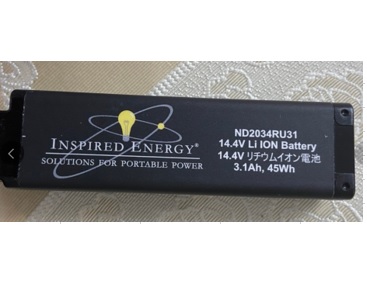 INSPIRED ENERGY®
SOLUTIONS FOR PORTABLE POWER
ND2034RU31
14.4V Li ION Battery
14.4V リチウムイオン電池
3.1Ah, 45Wh